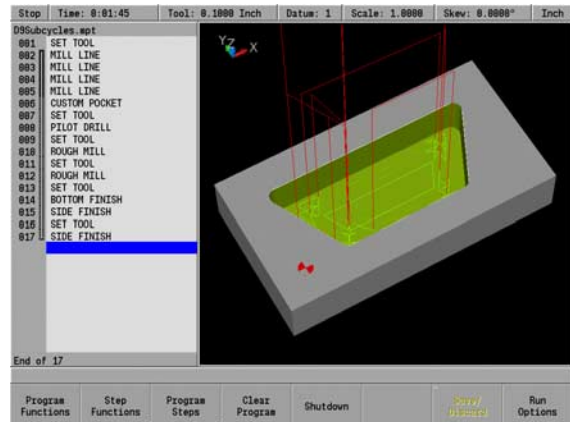 Stop Time: 0:01:45 Tool: 0.1000 Inch Datum: 1 Scale: 1.0000 Skew: 0.0000° Inch
D9Subcycles.mpt
001 SET TOOL
002 MILL LINE
003 MILL LINE
004 MILL LINE
005 MILL LINE
006 CUSTOM POCKET
007 SET TOOL
008 PILOT DRILL
009 SET TOOL
010 ROUGH MILL
011 SET TOOL
012 ROUGH MILL
013 SET TOOL
014 BOTTOM FINISH
015 SIDE FINISH
016 SET TOOL
017 SIDE FINISH
Y Z X
End of 17
Program Functions
Step Functions
Program Steps
Clear Program
Shutdown
Save/ Discard
Run Options